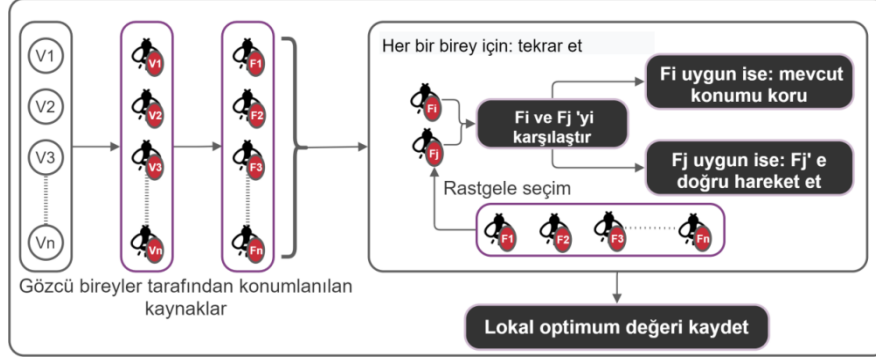 V1
V2
V3
Vn
V1
V2
V3
Vn
F1
F2
F3
Fn
Gözcü bireyler tarafından konumlanılan
kaynaklar
Her bir birey için: tekrar et
Fi
Fj
Fi ve Fj 'yi
karşılaştır
Fi uygun ise: mevcut
konumu koru
Fj uygun ise: Fj' e
doğru hareket et
Rastgele seçim
F1
F2
F3
Fn
Lokal optimum değeri kaydet